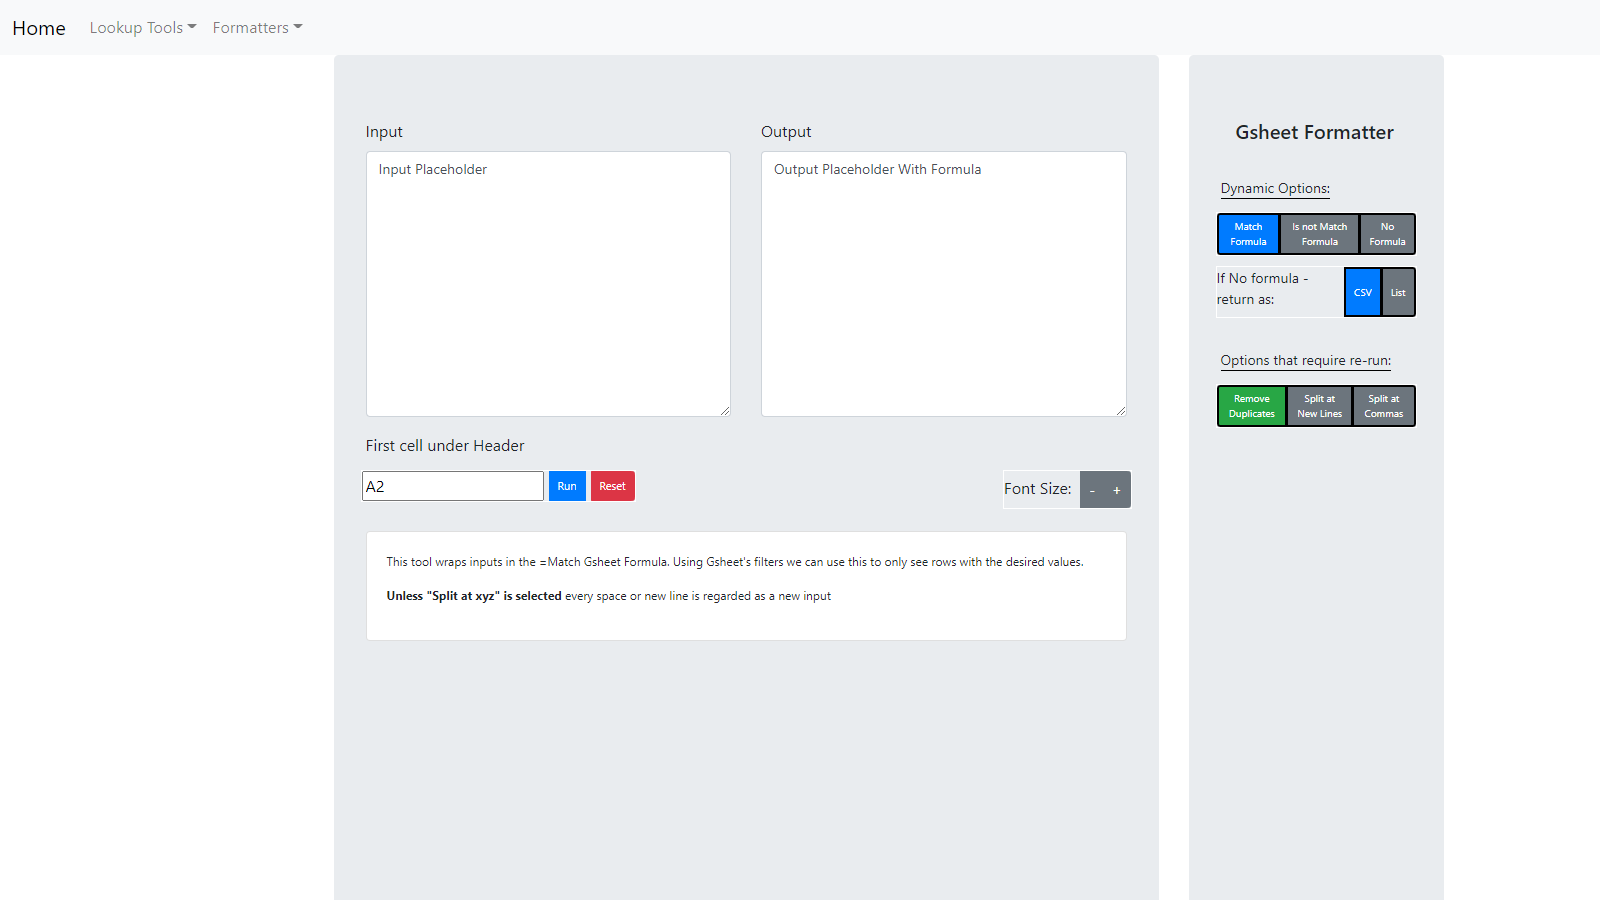 Home
Lookup Tools
Formatters
Input
Output
Input Placeholder
Output Placeholder With Formula
First cell under Header
A2
Run
Reset
Font Size:
-
+
This tool wraps inputs in the =Match Gsheet Formula. Using Gsheet's filters we can use this to only see rows with the desired values.
Unless "Split at xyz" is selected every space or new line is regarded as a new input
Gsheet Formatter
Dynamic Options:
Match
Formula
Is not Match
Formula
No
Formula
If No formula -
return as:
CSV
List
Options that require re-run:
Remove
Duplicates
Split at
New Lines
Split at
Commas